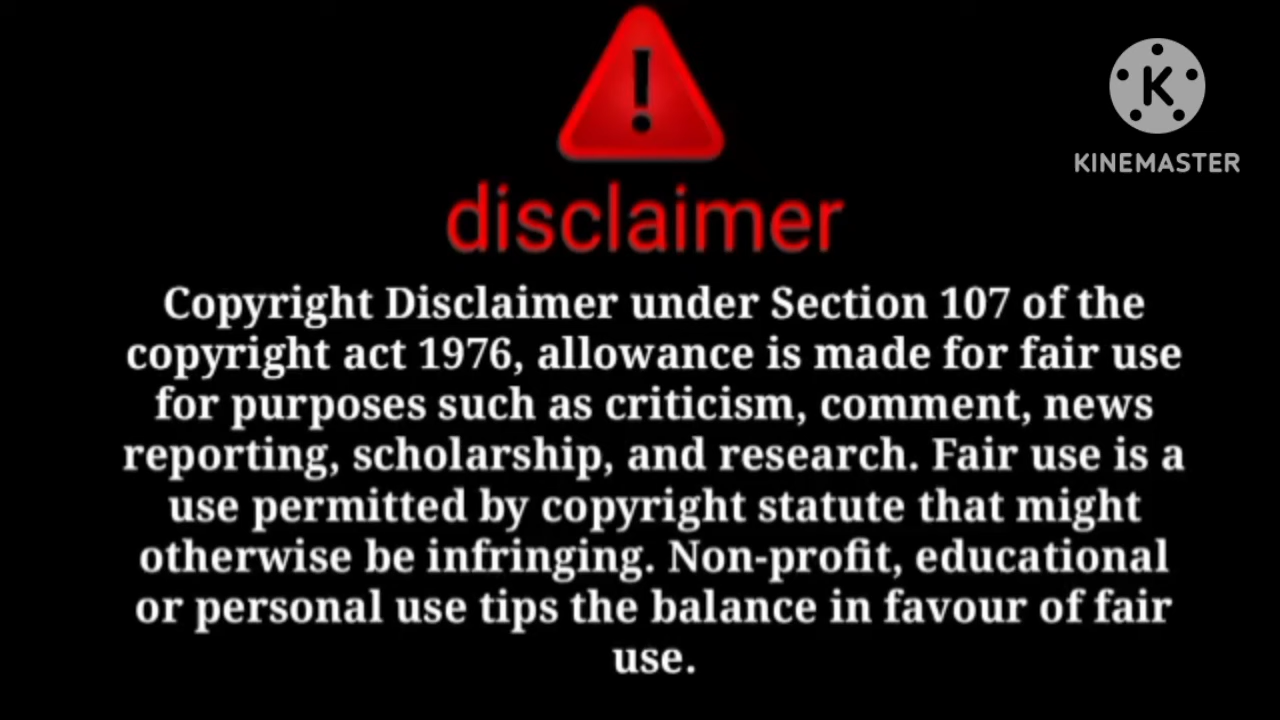 !
K
KINEMASTER
disclaimer
Copyright Disclaimer under Section 107 of the
copyright act 1976, allowance is made for fair use
for purposes such as criticism, comment, news
reporting, scholarship, and research. Fair use is a
use permitted by copyright statute that might
otherwise be infringing. Non-profit, educational
or personal use tips the balance in favour of fair
use.